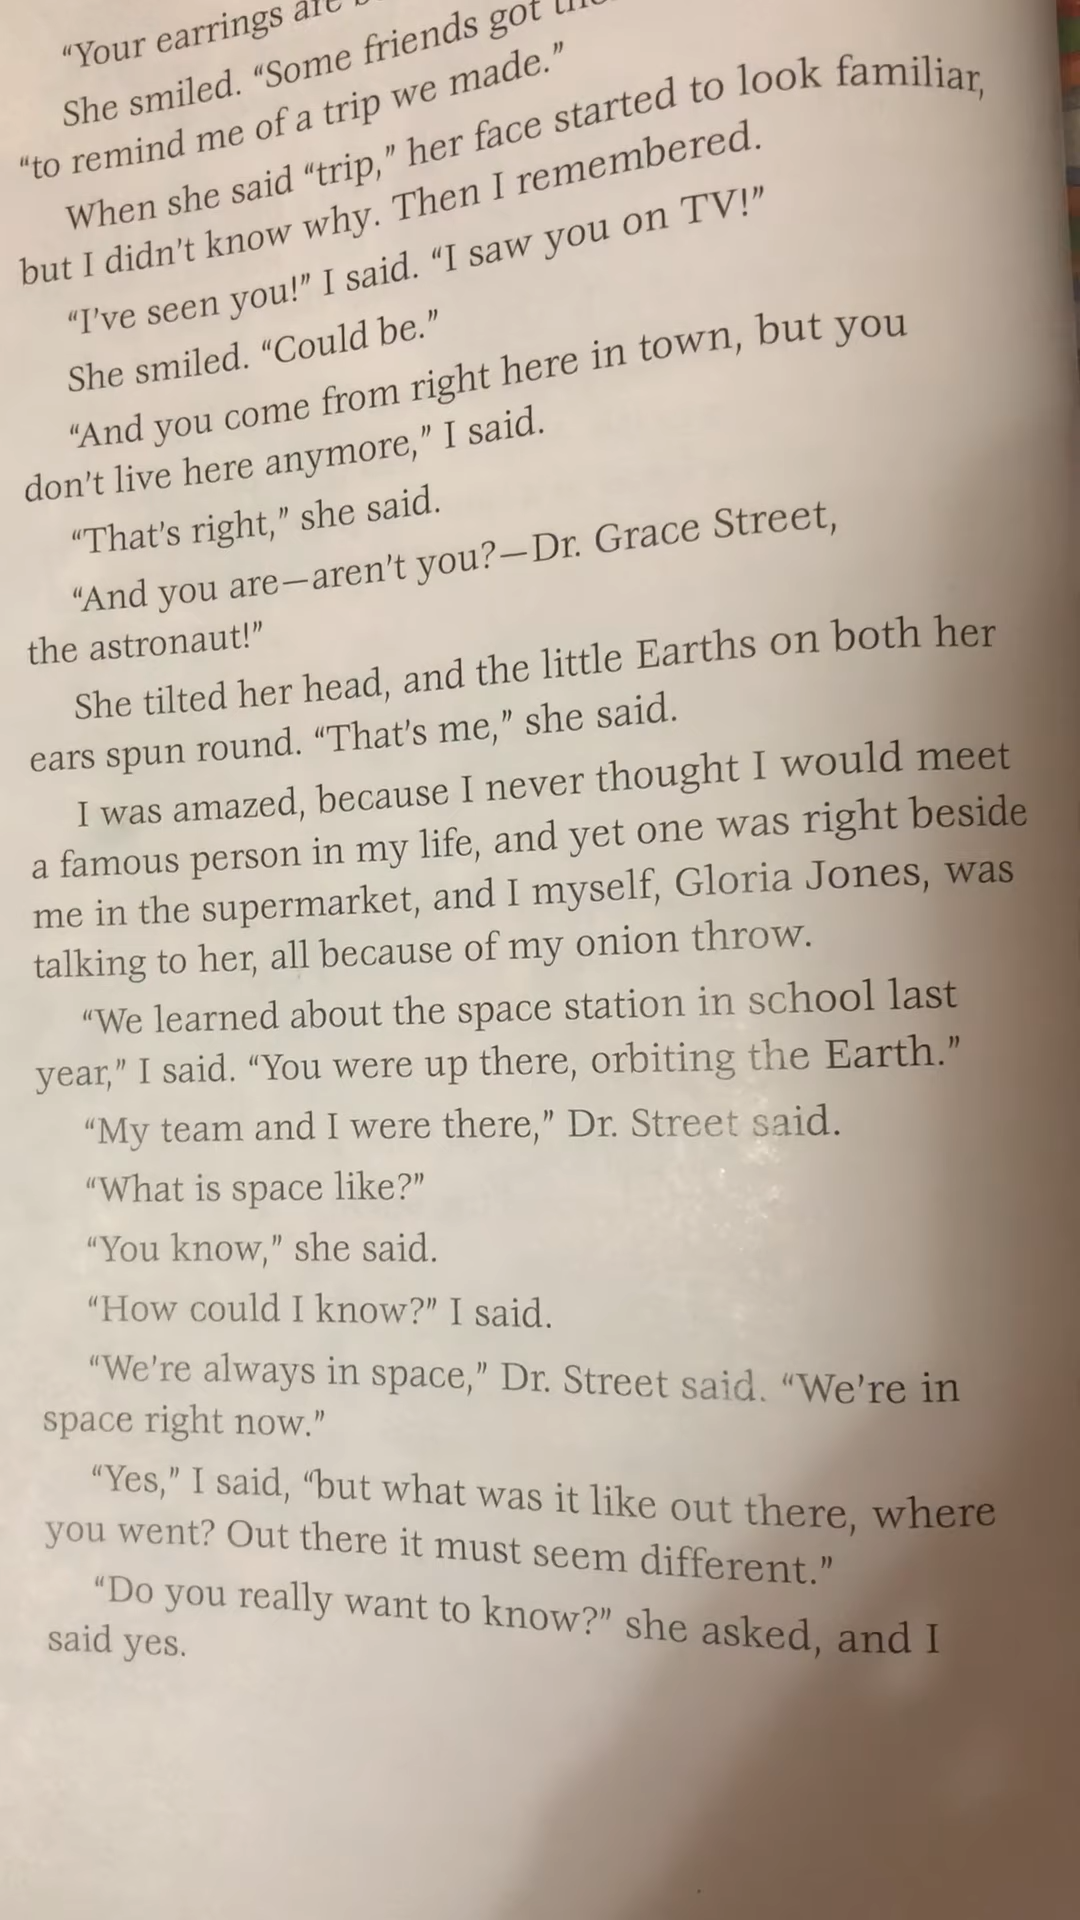 “Your earrings are
She smiled. “Some friends got
“to remind me of a trip we made.”
When she said “trip,” her face started to look familiar,
but I didn’t know why. Then I remembered.
“I’ve seen you!” I said. “I saw you on TV!”
She smiled. “Could be.”
“And you come from right here in town, but you
don’t live here anymore,” I said.
“That’s right,” she said.
“And you are—aren’t you?—Dr. Grace Street,
the astronaut!”
She tilted her head, and the little Earths on both her
ears spun round. “That’s me,” she said.
I was amazed, because I never thought I would meet
a famous person in my life, and yet one was right beside
me in the supermarket, and I myself, Gloria Jones, was
talking to her, all because of my onion throw.
“We learned about the space station in school last
year,” I said. “You were up there, orbiting the Earth.”
“My team and I were there,” Dr. Street said.
“What is space like?”
“You know,” she said.
“How could I know?” I said.
“We’re always in space,” Dr. Street said. “We’re in
space right now.”
“Yes,” I said, “but what was it like out there, where
you went? Out there it must seem different.”
“Do you really want to know?” she asked, and I
said yes.